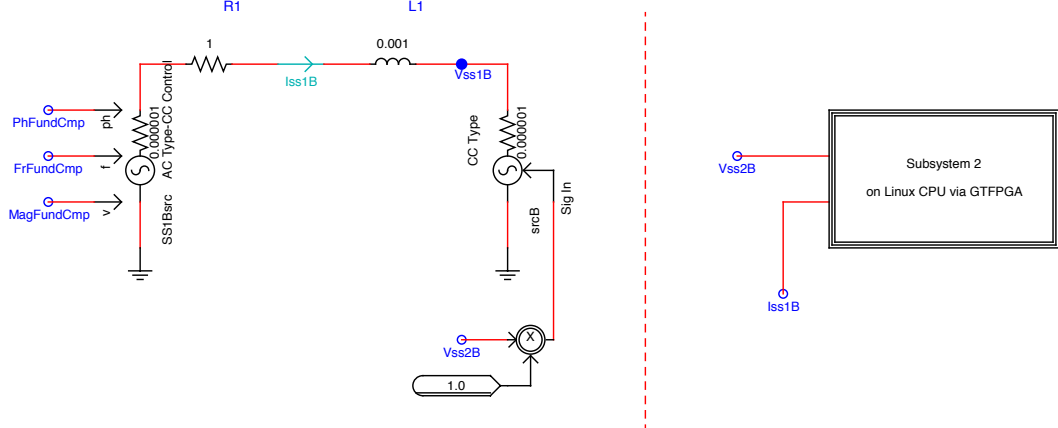 R1
L1
1
0.001
Iss1B
Vss1B
PhFundCmp
ph
FrFundCmp
f
MagFundCmp
v
0.000001
AC Type-CC Control
SS1Bsrc
CC Type
0.000001
srcB
Sig In
Vss2B
X
1.0
Vss2B
Subsystem 2
on Linux CPU via GTFPGA
Iss1B